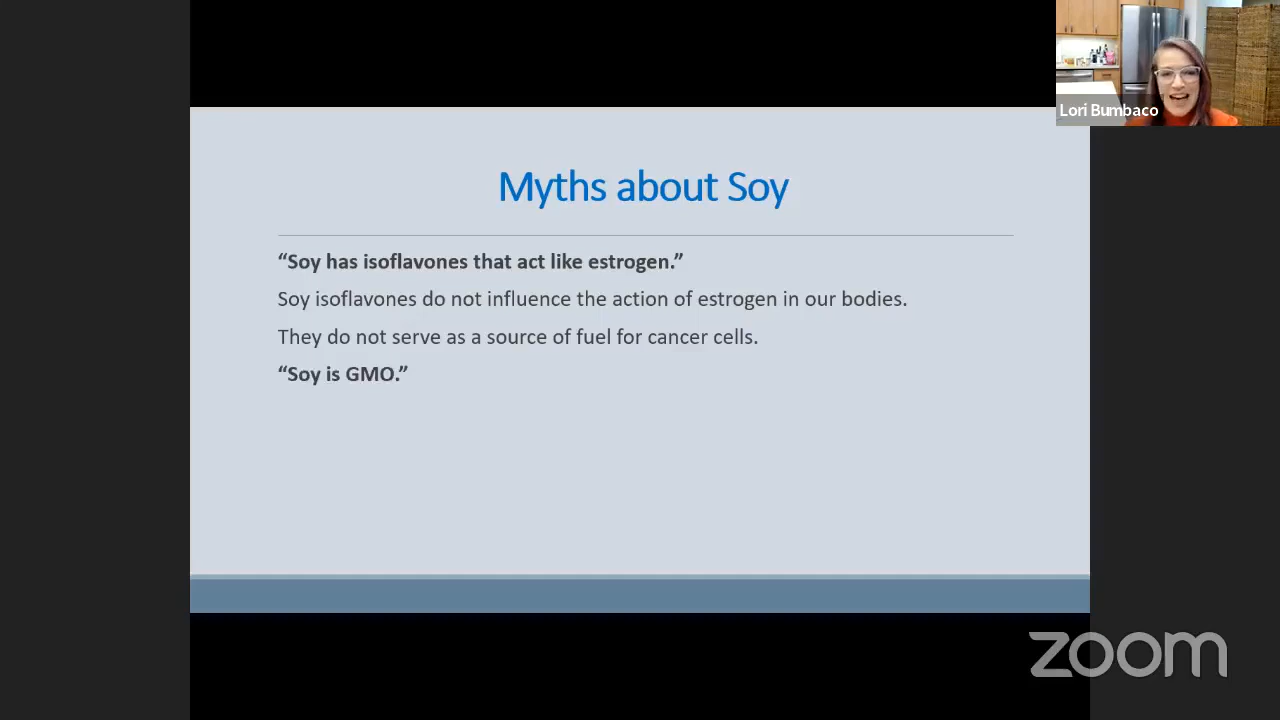 Lori Bumbaco
Myths about Soy
“Soy has isoflavones that act like estrogen.”
Soy isoflavones do not influence the action of estrogen in our bodies.
They do not serve as a source of fuel for cancer cells.
“Soy is GMO.”
zoom